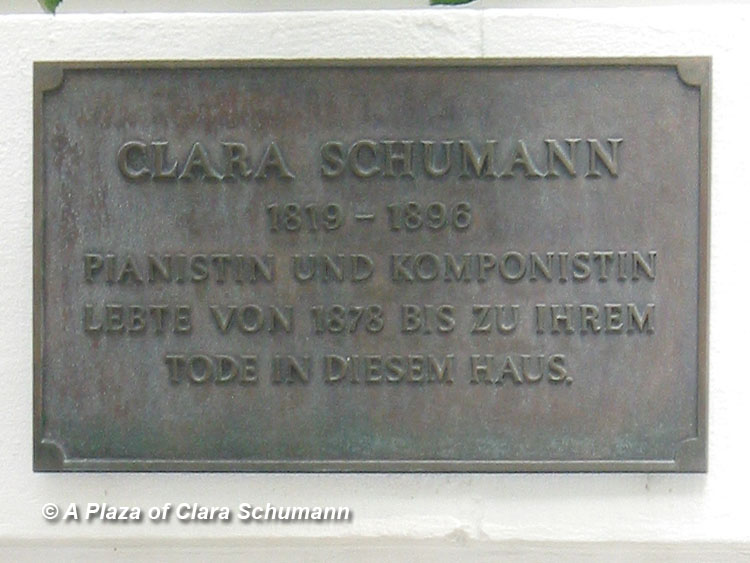 CLARA SCHUMANN
1819 – 1896
PIANISTIN UND KOMPONISTIN
LEBTE VON 1878 BIS ZU IHREM
TODE IN DIESEM HAUS.
© A Plaza of Clara Schumann